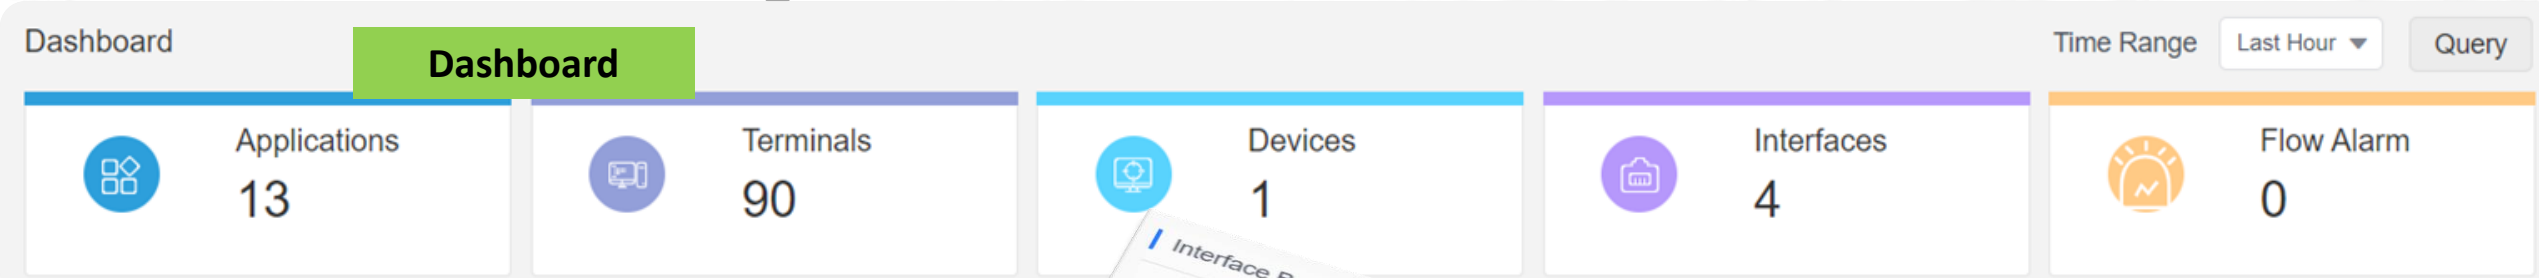 Dashboard
Dashboard
Time Range
Last Hour
Query
Applications
13
Terminals
90
Devices
1
Interfaces
4
Flow Alarm
0
Interface